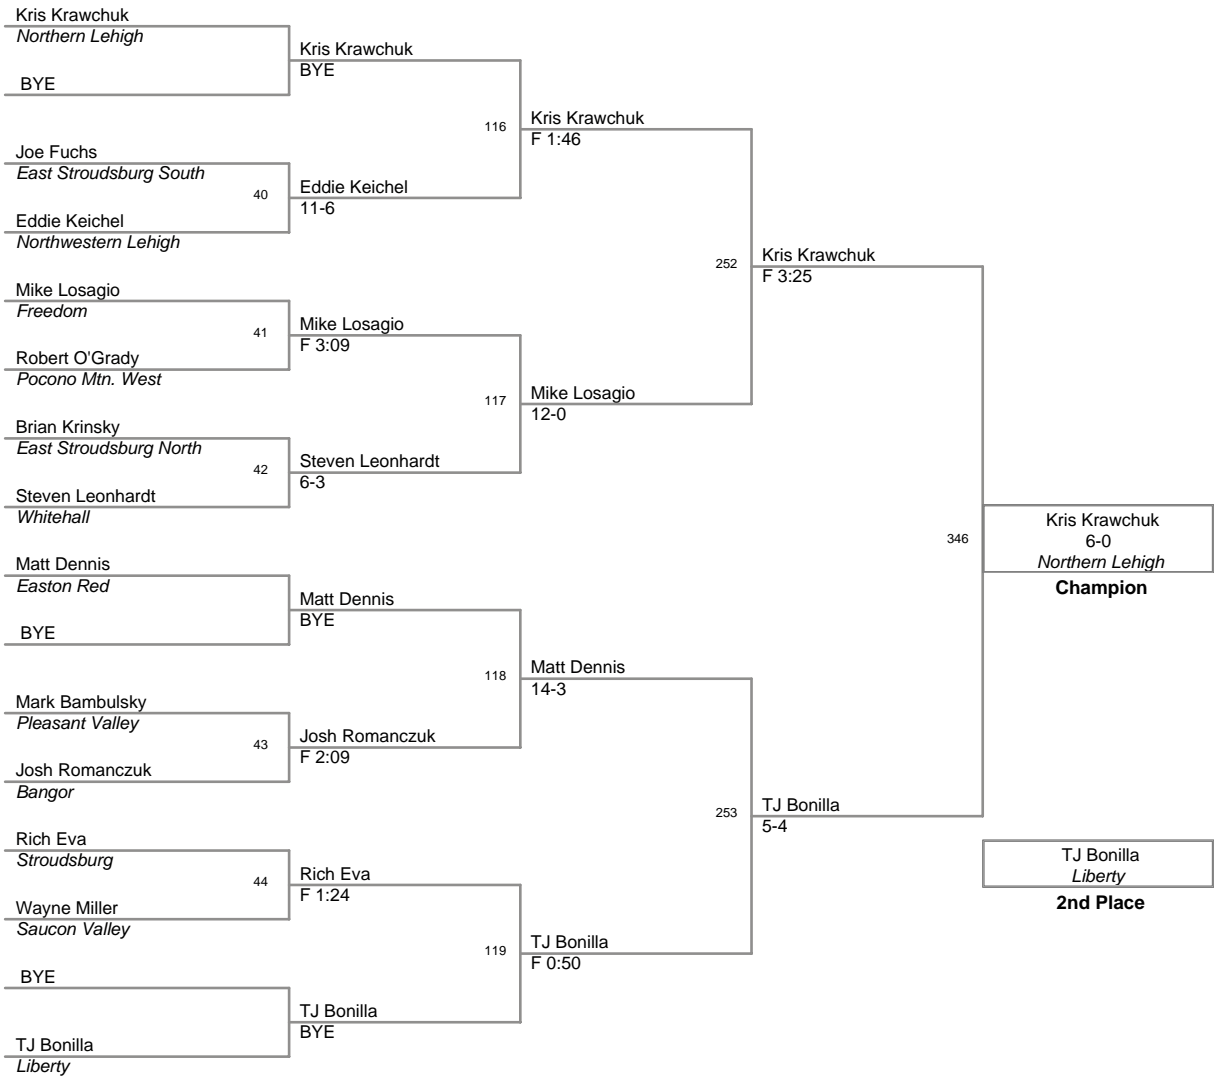 Kris Krawchuk
Northern Lehigh
BYE
Joe Fuchs
East Stroudsburg South
40
Eddie Keichel
Northwestern Lehigh
Mike Losagio
Freedom
41
Robert O'Grady
Pocono Mtn. West
Brian Krinsky
East Stroudsburg North
42
Steven Leonhardt
Whitehall
Matt Dennis
Easton Red
BYE
Mark Bambulsky
Pleasant Valley
43
Josh Romanczuk
Bangor
Rich Eva
Stroudsburg
44
Wayne Miller
Saucon Valley
BYE
TJ Bonilla
Liberty
Kris Krawchuk
BYE
116
Eddie Keichel
11-6
Mike Losagio
F 3:09
117
Steven Leonhardt
6-3
Matt Dennis
BYE
118
Josh Romanczuk
F 2:09
Rich Eva
F 1:24
119
TJ Bonilla
BYE
Kris Krawchuk
F 1:46
252
Mike Losagio
12-0
Matt Dennis
14-3
253
TJ Bonilla
F 0:50
Kris Krawchuk
F 3:25
346
TJ Bonilla
5-4
Kris Krawchuk
6-0
Northern Lehigh
Champion
TJ Bonilla
Liberty
2nd Place